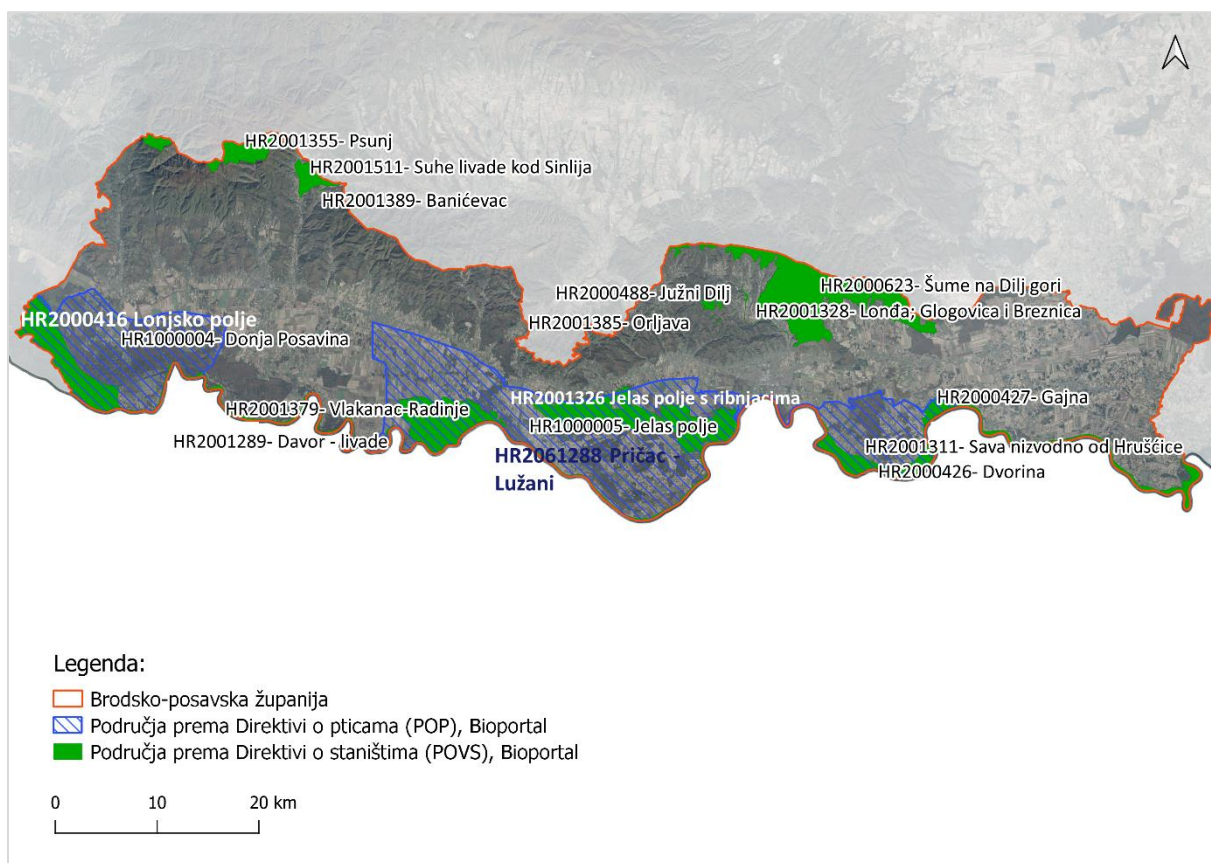 HR2001355- Psunj
HR2001511- Suhe livade kod Sinlija
HR2001389- Banićevac
HR2000623- Šume na Dilj gori
HR2000488- Južni Dilj
HR2001328- Lonđa; Glogovica i Breznica
HR2000416 Lonjsko polje
HR2001385- Orljava
HR1000004- Donja Posavina
HR2001326 Jelas polje s ribnjacima
HR2000427- Gajna
HR2001379- Vlakanac-Radinje
HR1000005- Jelas polje
HR2001289- Davor - livade
HR2001311- Sava nizvodno od Hrušćice
HR2061288 Pričac -
Lužani
HR2000426- Dvorina
Legenda:
Brodsko-posavska županija
Područja prema Direktivi o pticama (POP), Bioportal
Područja prema Direktivi o staništima (POVS), Bioportal
0 10 20 km